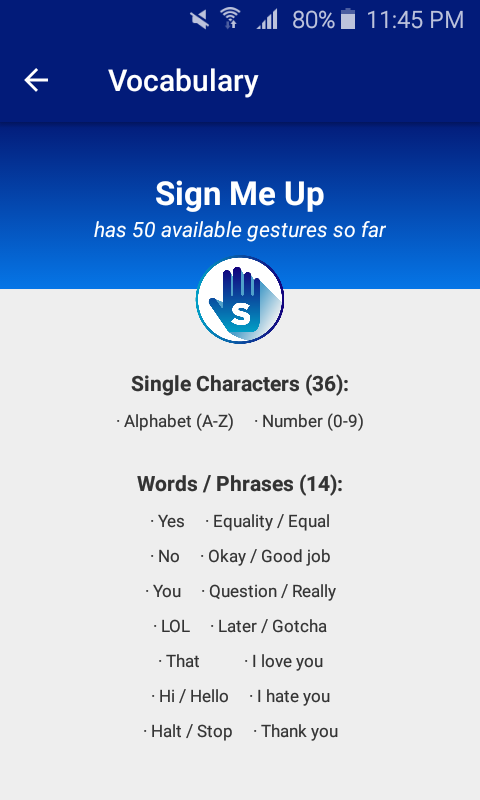 80% 11:45 PM
Vocabulary
Sign Me Up
has 50 available gestures so far
S
Single Characters (36):
· Alphabet (A-Z) · Number (0-9)
Words / Phrases (14):
· Yes · Equality / Equal
· No · Okay / Good job
· You · Question / Really
· LOL · Later / Gotcha
· That · I love you
· Hi / Hello · I hate you
· Halt / Stop · Thank you